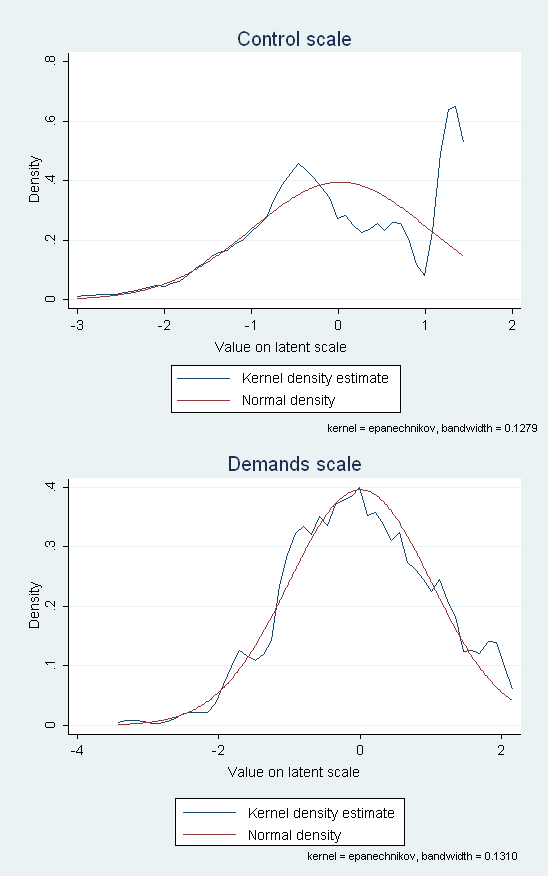 Control scale
Density
.8
.6
.4
.2
0
-3 -2 -1 0 1 2
Value on latent scale
Kernel density estimate
Normal density
kernel = epanechnikov, bandwidth = 0.1279
Demands scale
Density
.4
.3
.2
.1
0
-4 -2 0 2
Value on latent scale
Kernel density estimate
Normal density
kernel = epanechnikov, bandwidth = 0.1310